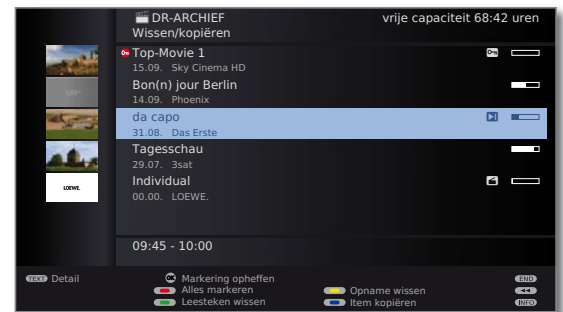 DR-ARCHIEF
vrije capaciteit 68:42 uren
Wissen/kopiëren
Top-Movie 1
15.09. Sky Cinema HD
Bon(n) jour Berlin
14.09. Phoenix
da capo
31.08. Das Erste
Tagesschau
29.07. 3sat
Individual
00.00. LOEWE.
LOEWE.
09:45 - 10:00
TEXT Detail
OK Markering opheffen
END
Alles markeren
Opname wissen
Leesteken wissen
Item kopiëren
INFO